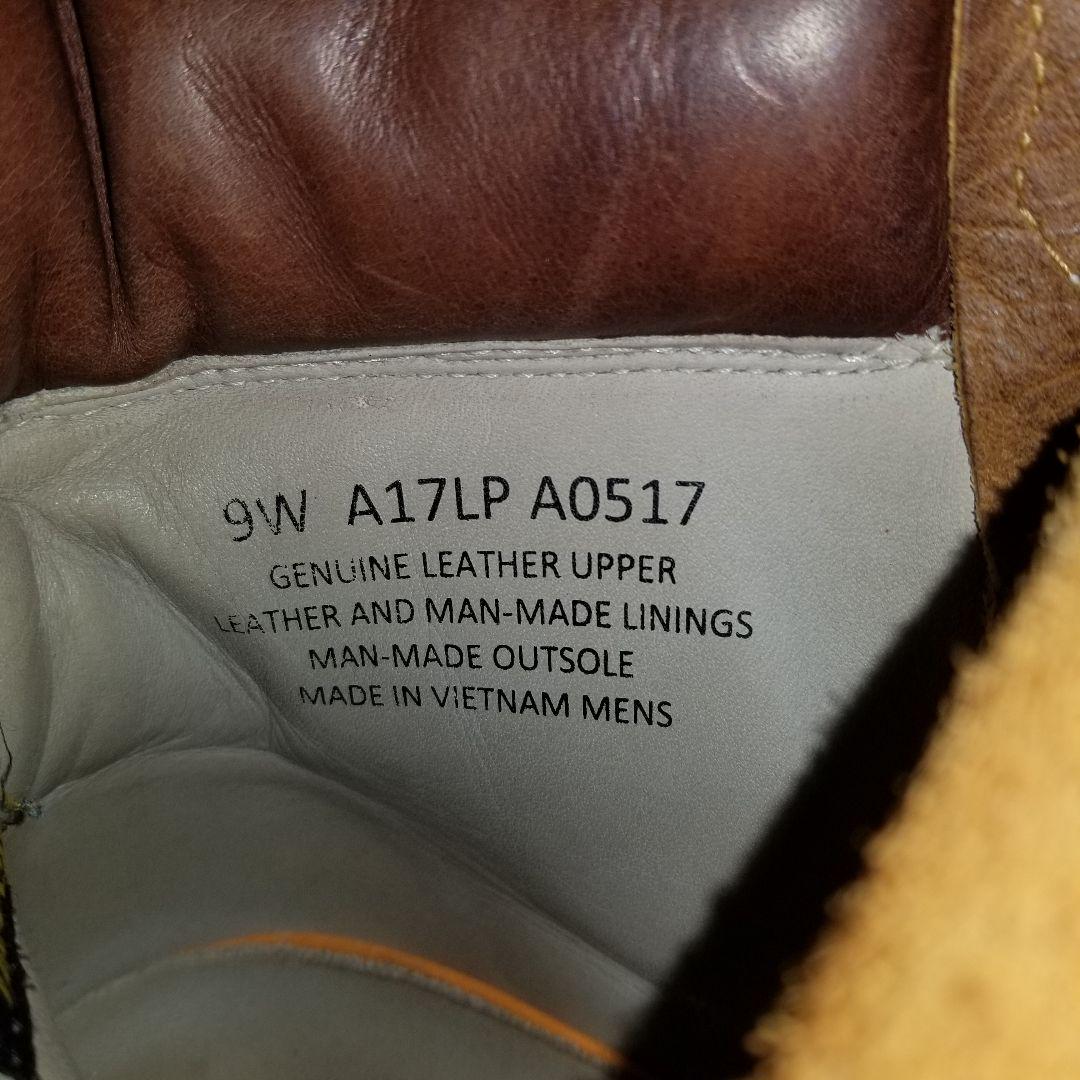 9W A17LP A0517
GENUINE LEATHER UPPER
LEATHER AND MAN-MADE LININGS
MAN-MADE OUTSOLE
MADE IN VIETNAM MENS